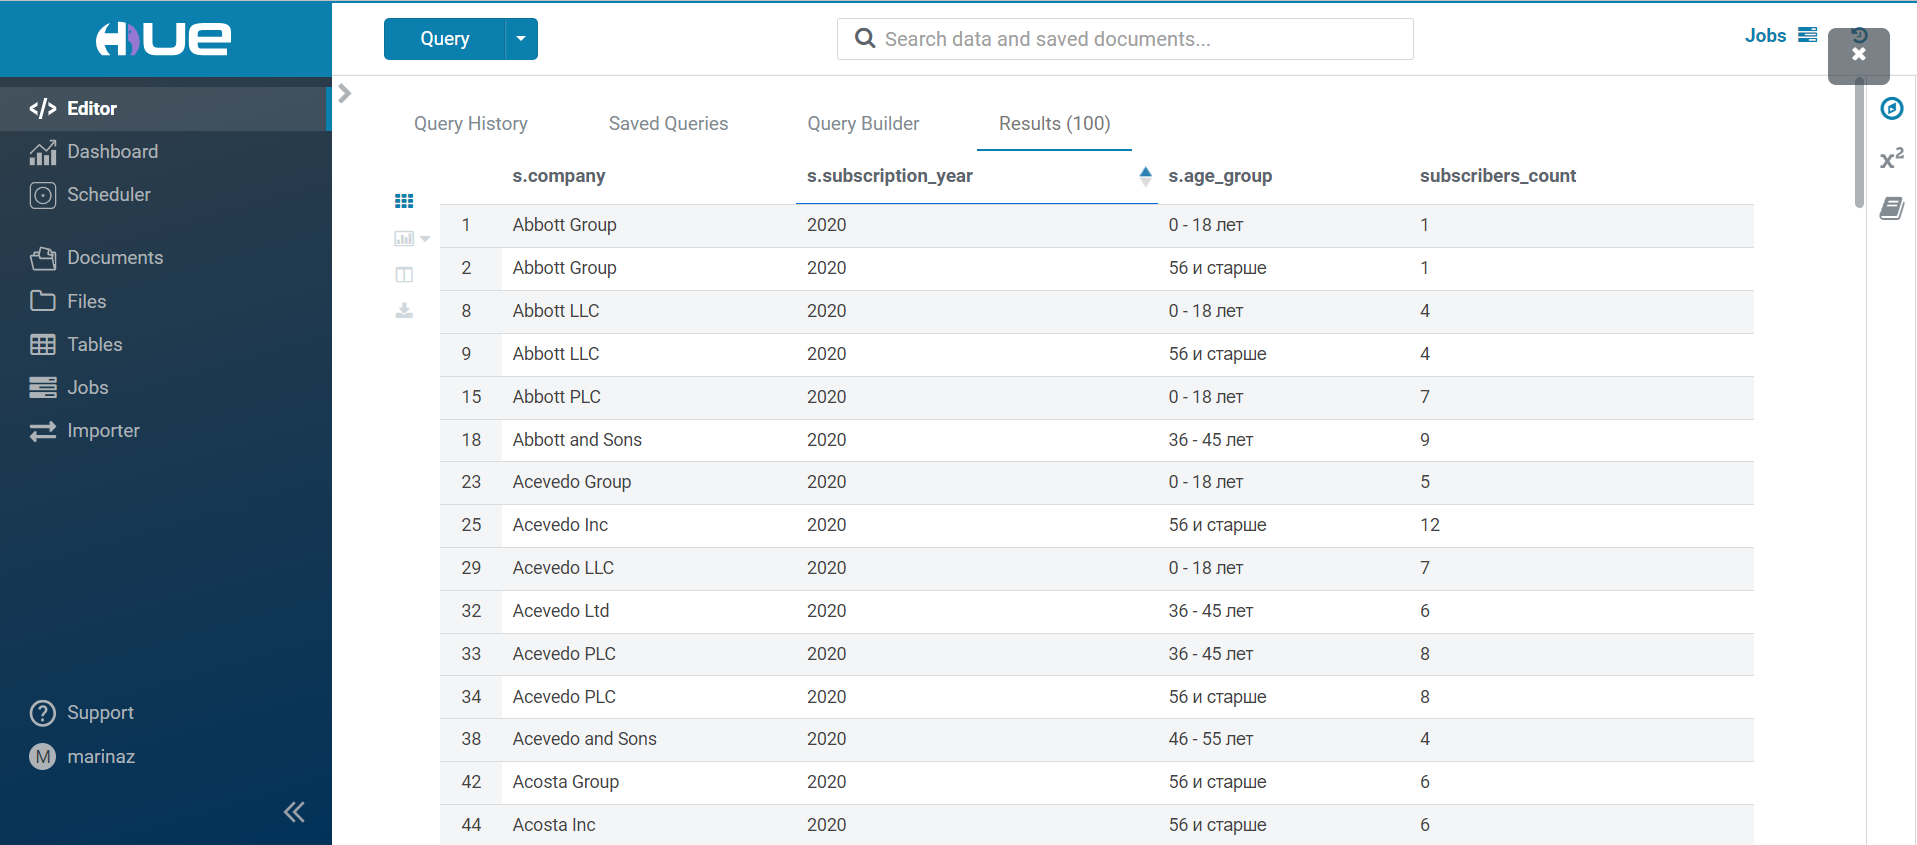 HUE
Query
Search data and saved documents...
Jobs
Editor
Dashboard
Scheduler
Documents
Files
Tables
Jobs
Importer
Support
M marinaz
Query History Saved Queries Query Builder Results (100)
s.company s.subscription_year s.age_group subscribers_count
1 Abbott Group 2020 0 - 18 лет 1
2 Abbott Group 2020 56 и старше 1
8 Abbott LLC 2020 0 - 18 лет 4
9 Abbott LLC 2020 56 и старше 4
15 Abbott PLC 2020 0 - 18 лет 7
18 Abbott and Sons 2020 36 - 45 лет 9
23 Acevedo Group 2020 0 - 18 лет 5
25 Acevedo Inc 2020 56 и старше 12
29 Acevedo LLC 2020 0 - 18 лет 7
32 Acevedo Ltd 2020 36 - 45 лет 6
33 Acevedo PLC 2020 36 - 45 лет 8
34 Acevedo PLC 2020 56 и старше 8
38 Acevedo and Sons 2020 46 - 55 лет 4
42 Acosta Group 2020 56 и старше 6
44 Acosta Inc 2020 56 и старше 6
x²